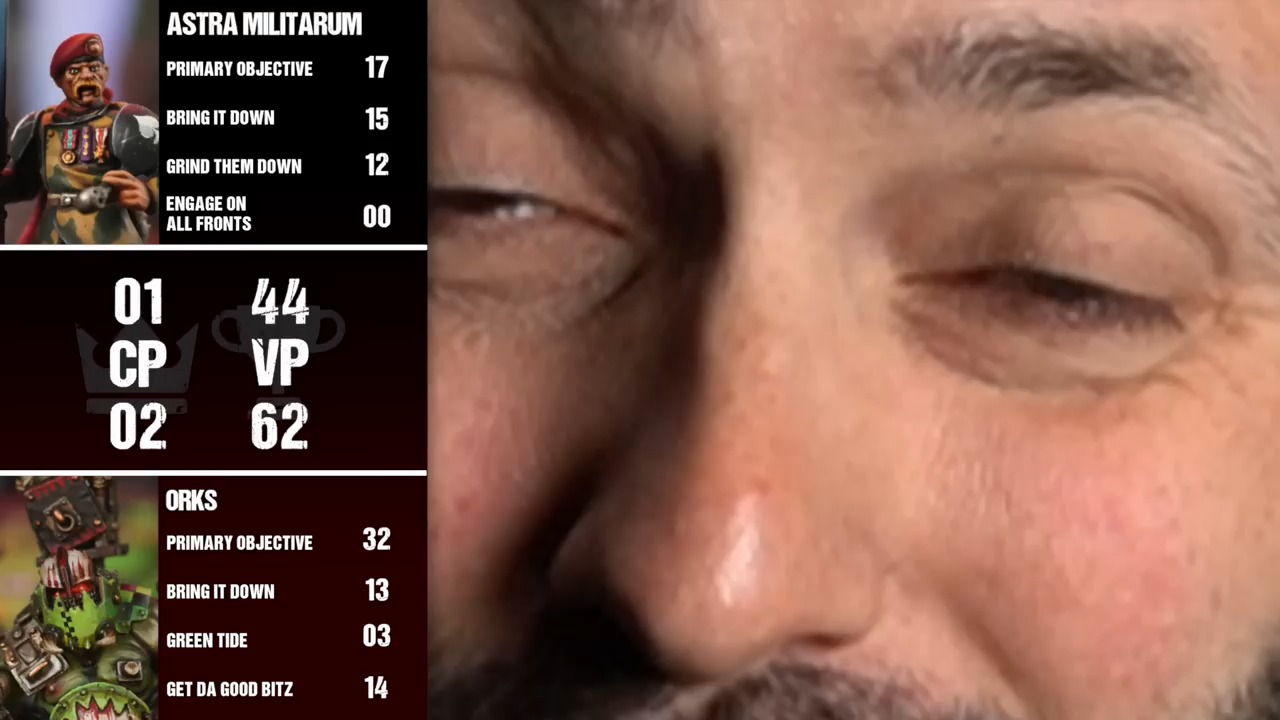 ASTRA MILITARUM
PRIMARY OBJECTIVE 17
BRING IT DOWN 15
GRIND THEM DOWN 12
ENGAGE ON
ALL FRONTS 00
01 44
CP VP
02 62
ORKS
PRIMARY OBJECTIVE 32
BRING IT DOWN 13
GREEN TIDE 03
GET DA GOOD BITZ 14